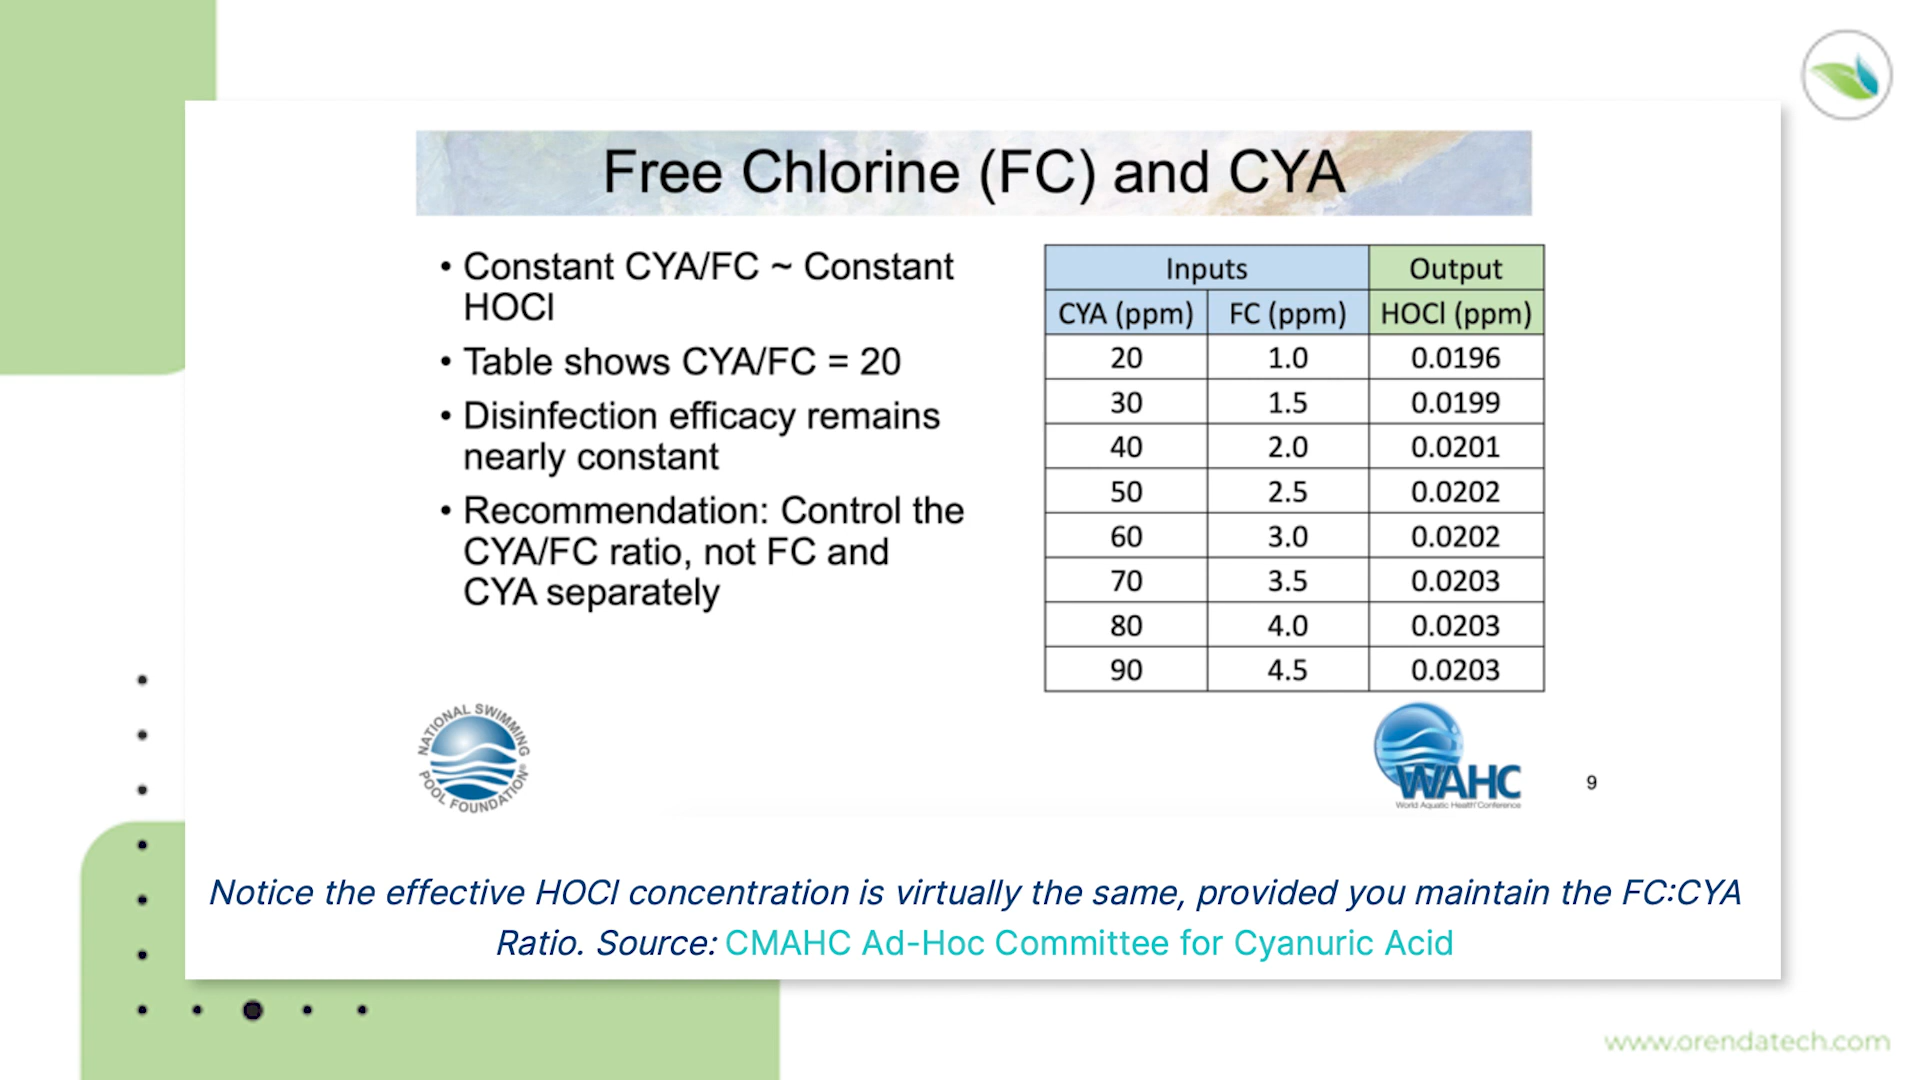 Free Chlorine (FC) and CYA
• Constant CYA/FC ~ Constant
HOCl
• Table shows CYA/FC = 20
• Disinfection efficacy remains
nearly constant
• Recommendation: Control the
CYA/FC ratio, not FC and
CYA separately
Inputs Output
CYA (ppm) FC (ppm) HOCl (ppm)
20 1.0 0.0196
30 1.5 0.0199
40 2.0 0.0201
50 2.5 0.0202
60 3.0 0.0202
70 3.5 0.0203
80 4.0 0.0203
90 4.5 0.0203
NATIONAL SWIMMING
POOL FOUNDATION®
WAHC
World Aquatic Health Conference
9
Notice the effective HOCl concentration is virtually the same, provided you maintain the FC:CYA
Ratio. Source: CMAHC Ad-Hoc Committee for Cyanuric Acid
www.orendatech.com